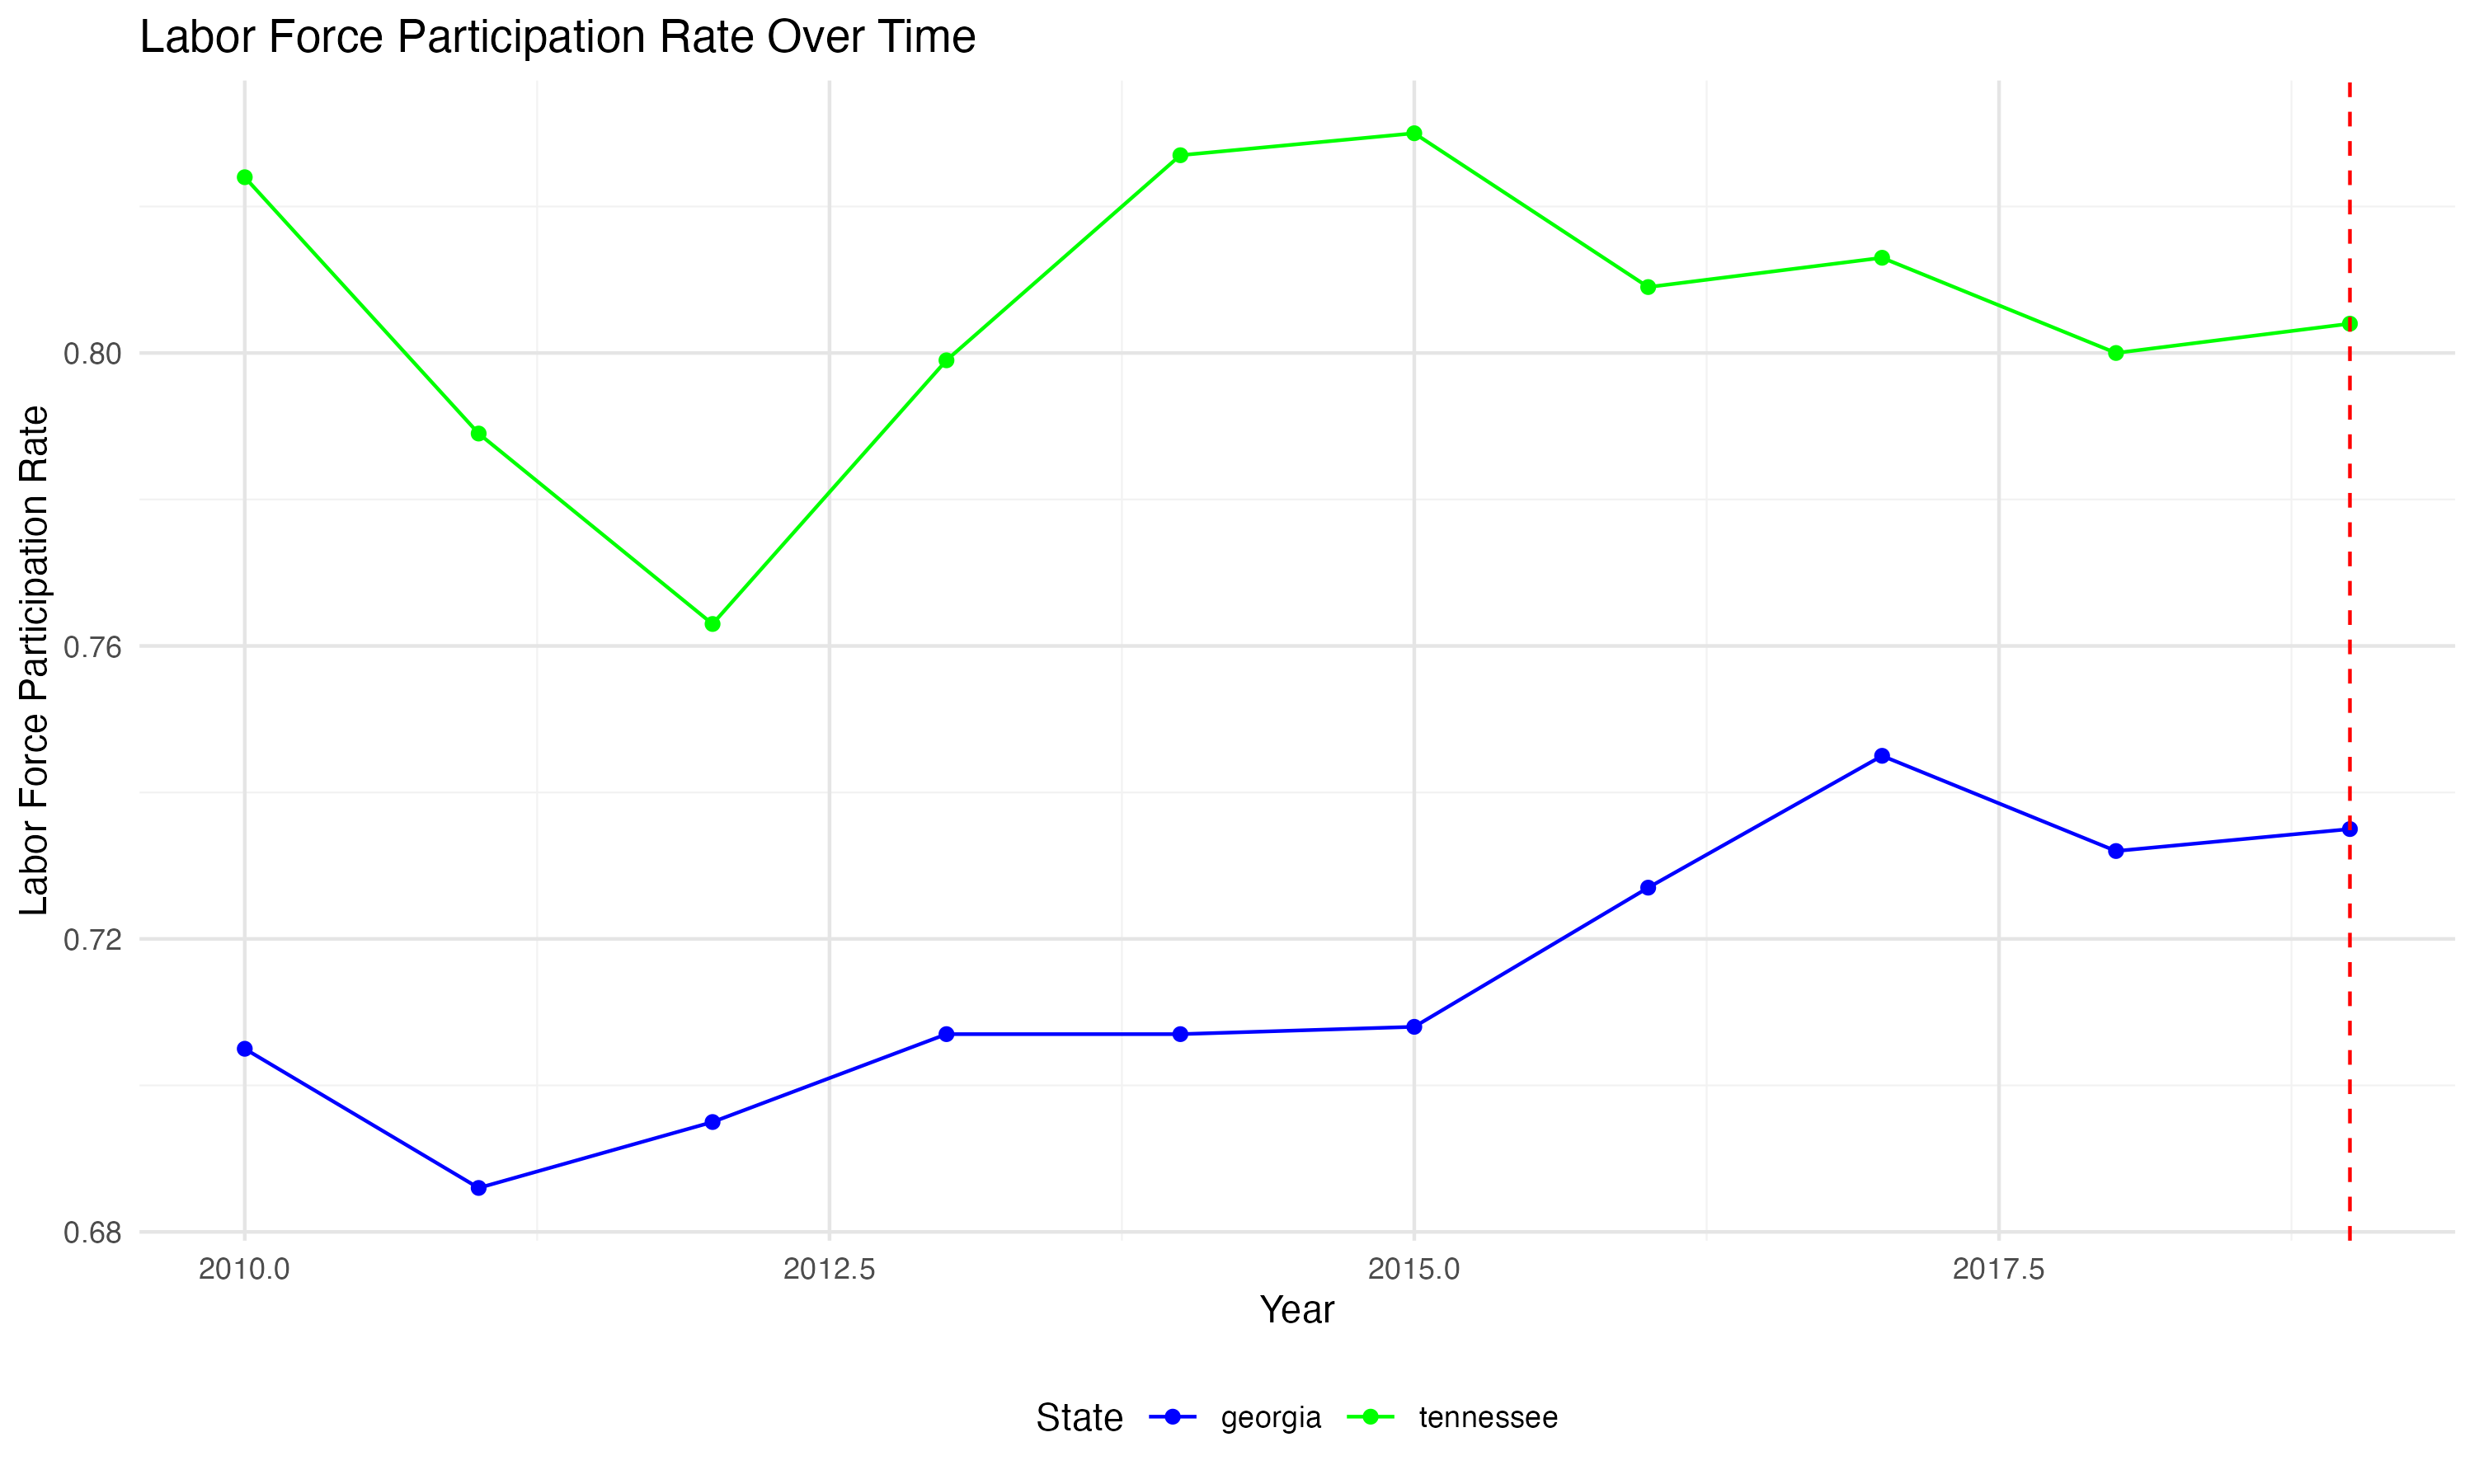 Labor Force Participation Rate Over Time
Labor Force Participation Rate
0.80
0.76
0.72
0.68
2010.0 2012.5 2015.0 2017.5
Year
State georgia tennessee